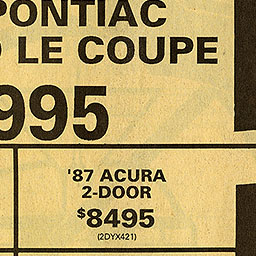 PONTIAC
LE COUPE
995
'87 ACURA
2-DOOR
$8495
(2DYX421)